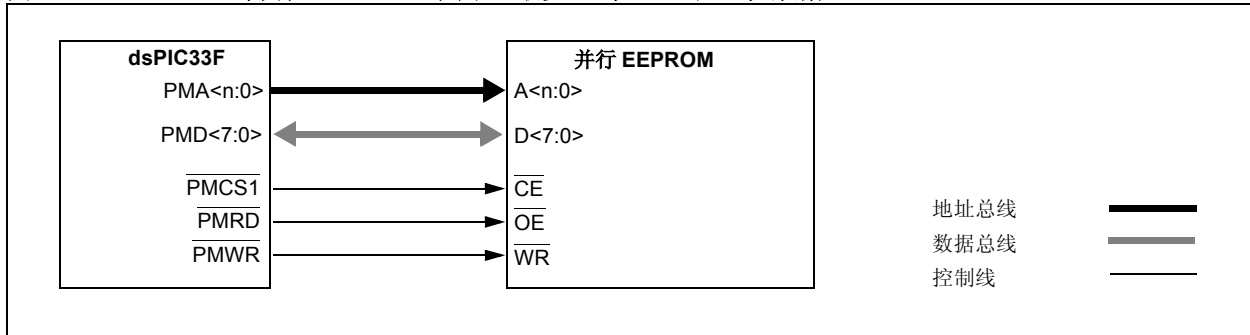 dsPIC33F
并行 EEPROM
PMA<n:0>
A<n:0>
PMD<7:0>
D<7:0>
PMCS1
CE
PMRD
OE
PMWR
WR
地址总线
数据总线
控制线